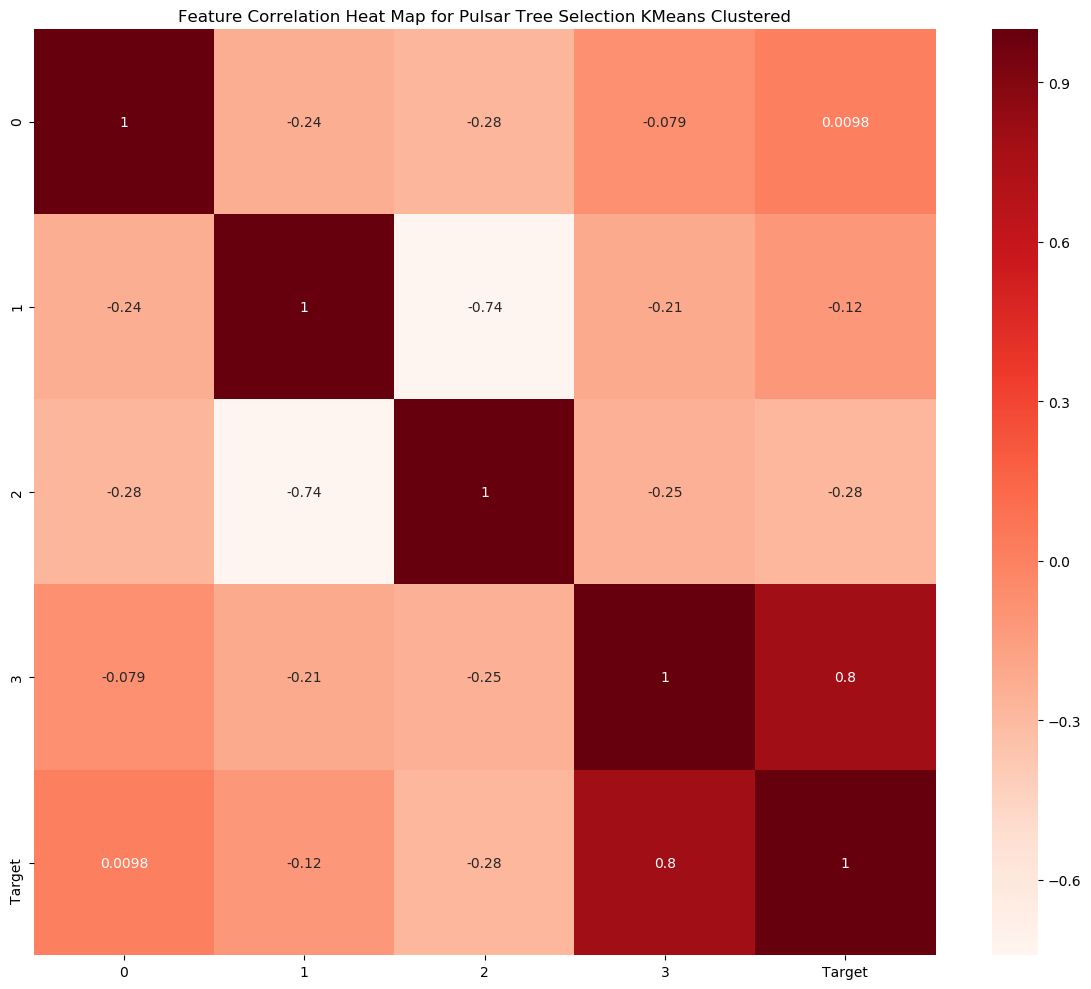 Feature Correlation Heat Map for Pulsar Tree Selection KMeans Clustered
0 1 -0.24 -0.28 -0.079 0.0098
1 -0.24 1 -0.74 -0.21 -0.12
2 -0.28 -0.74 1 -0.25 -0.28
3 -0.079 -0.21 -0.25 1 0.8
Target 0.0098 -0.12 -0.28 0.8 1
0 1 2 3 Target
0.9
0.6
0.3
0.0
−0.3
−0.6